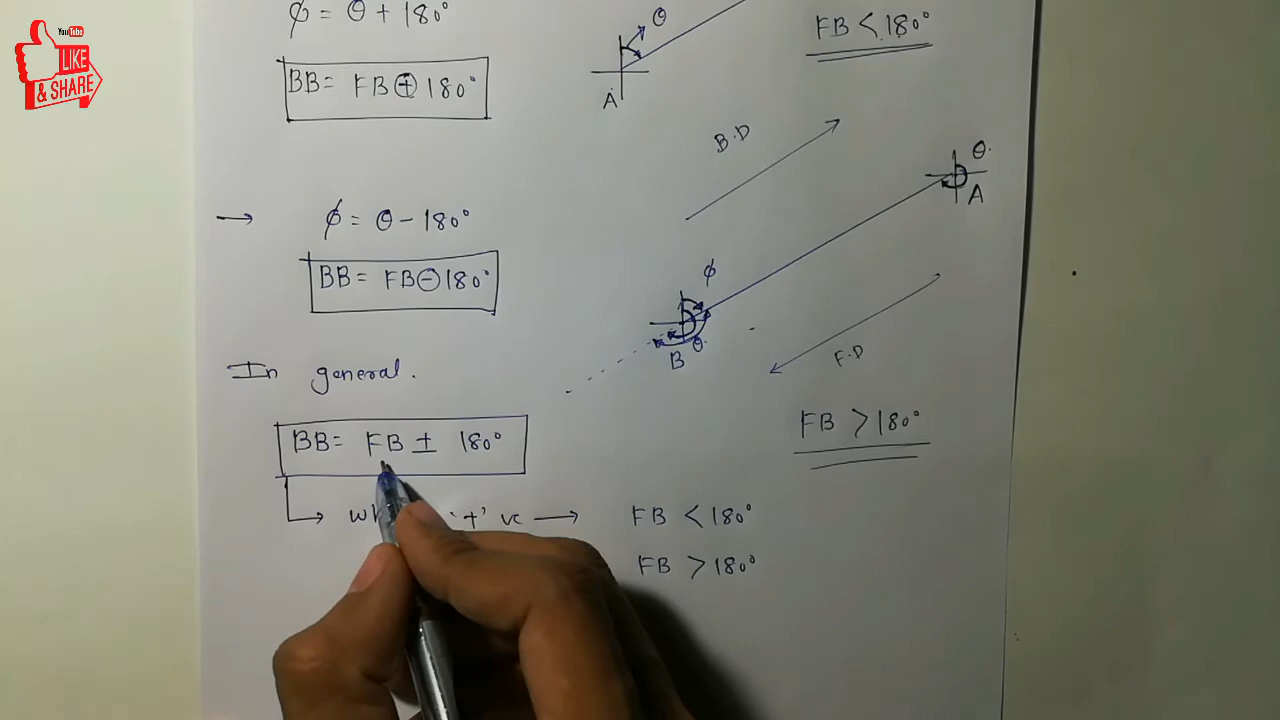 YouTube
LIKE
& SHARE
ϕ = θ + 180°
BB = FB + 180°
θ
A
FB < 180°
B.D
θ
A
→ ϕ = θ - 180°
BB = FB - 180°
ϕ
θ
B
F.D
In general.
FB > 180°
BB = FB ± 180°
'+' ve → FB < 180°
FB > 180°